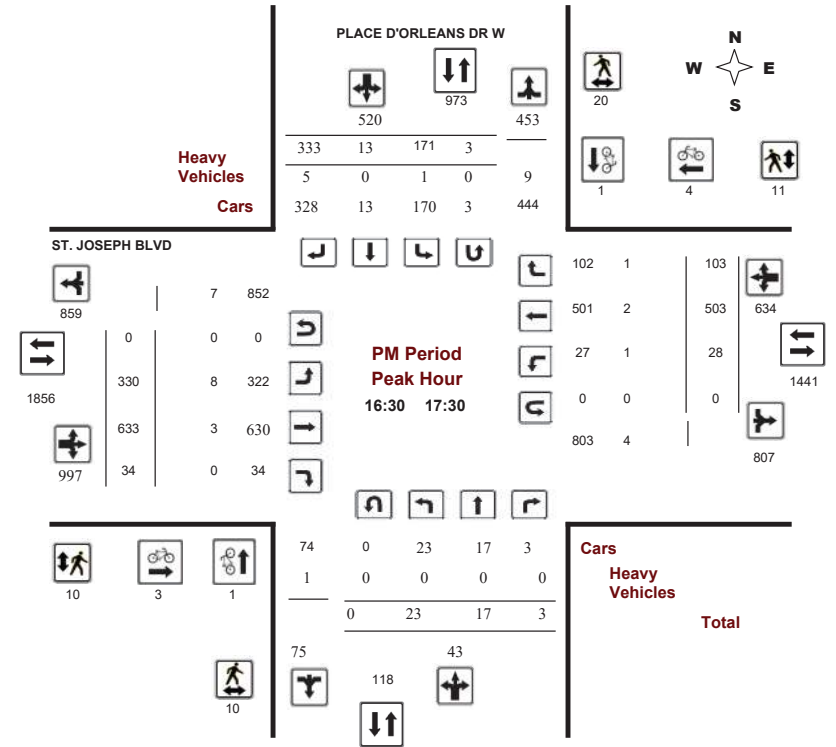 PLACE D'ORLEANS DR W
N
W E
S
973
20
520 453
333 13 171 3
Heavy
Vehicles
5 0 1 0 9
Cars
328 13 170 3 444
1 4 11
ST. JOSEPH BLVD
859
7 852
1856
0 0 0
330 8 322
633 3 630
34 0 34
997
PM Period
Peak Hour
16:30 17:30
102 1 103
501 2 503 634
27 1 28
1441
0 0 0
803 4
807
74 0 23 17 3 Cars
1 0 0 0 0 Heavy
Vehicles
0 23 17 3 Total
10 3 1
75 43
118
10